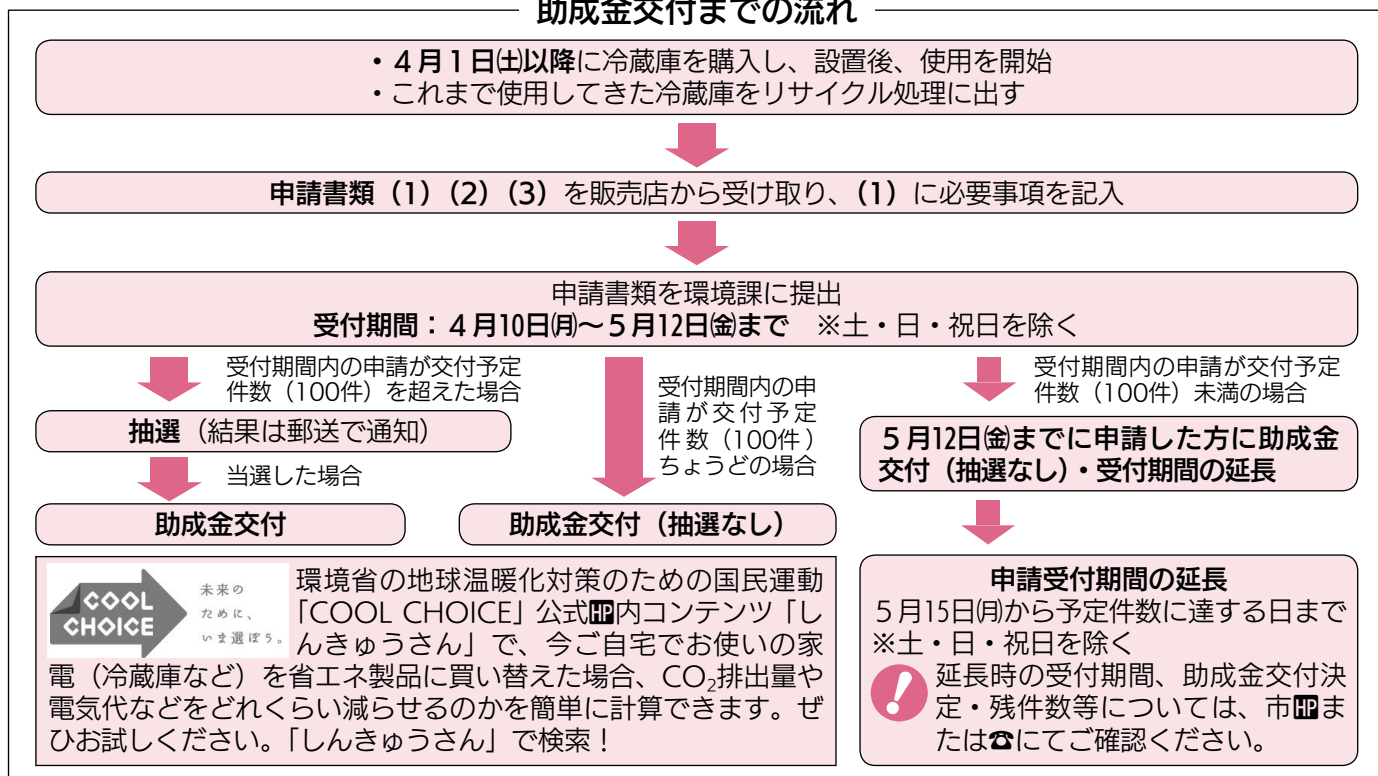 助成金交付までの流れ
・４月１日㈯以降に冷蔵庫を購入し、設置後、使用を開始
・これまで使用してきた冷蔵庫をリサイクル処理に出す
申請書類（1）（2）（3）を販売店から受け取り、（1）に必要事項を記入
申請書類を環境課に提出
受付期間：４月10日㈪〜５月12日㈮まで　※土・日・祝日を除く
受付期間内の申請が交付予定
件数（100件）を超えた場合
抽選（結果は郵送で通知）
当選した場合
助成金交付
受付期間内の申
請が交付予定
件数（100件）
ちょうどの場合
助成金交付（抽選なし）
受付期間内の申請が交付予定
件数（100件）未満の場合
５月12日㈮までに申請した方に助成金
交付（抽選なし）・受付期間の延長
申請受付期間の延長
５月15日㈪から予定件数に達する日まで
※土・日・祝日を除く
延長時の受付期間、助成金交付決
定・残件数等については、市HPま
たは☎にてご確認ください。
COOL
CHOICE
未来の
ために、
いま選ぼう。
環境省の地球温暖化対策のための国民運動
「COOL CHOICE」公式HP内コンテンツ「し
んきゅうさん」で、今ご自宅でお使いの家
電（冷蔵庫など）を省エネ製品に買い替えた場合、CO₂排出量や
電気代などをどれくらい減らせるのかを簡単に計算できます。ぜ
ひお試しください。「しんきゅうさん」で検索！